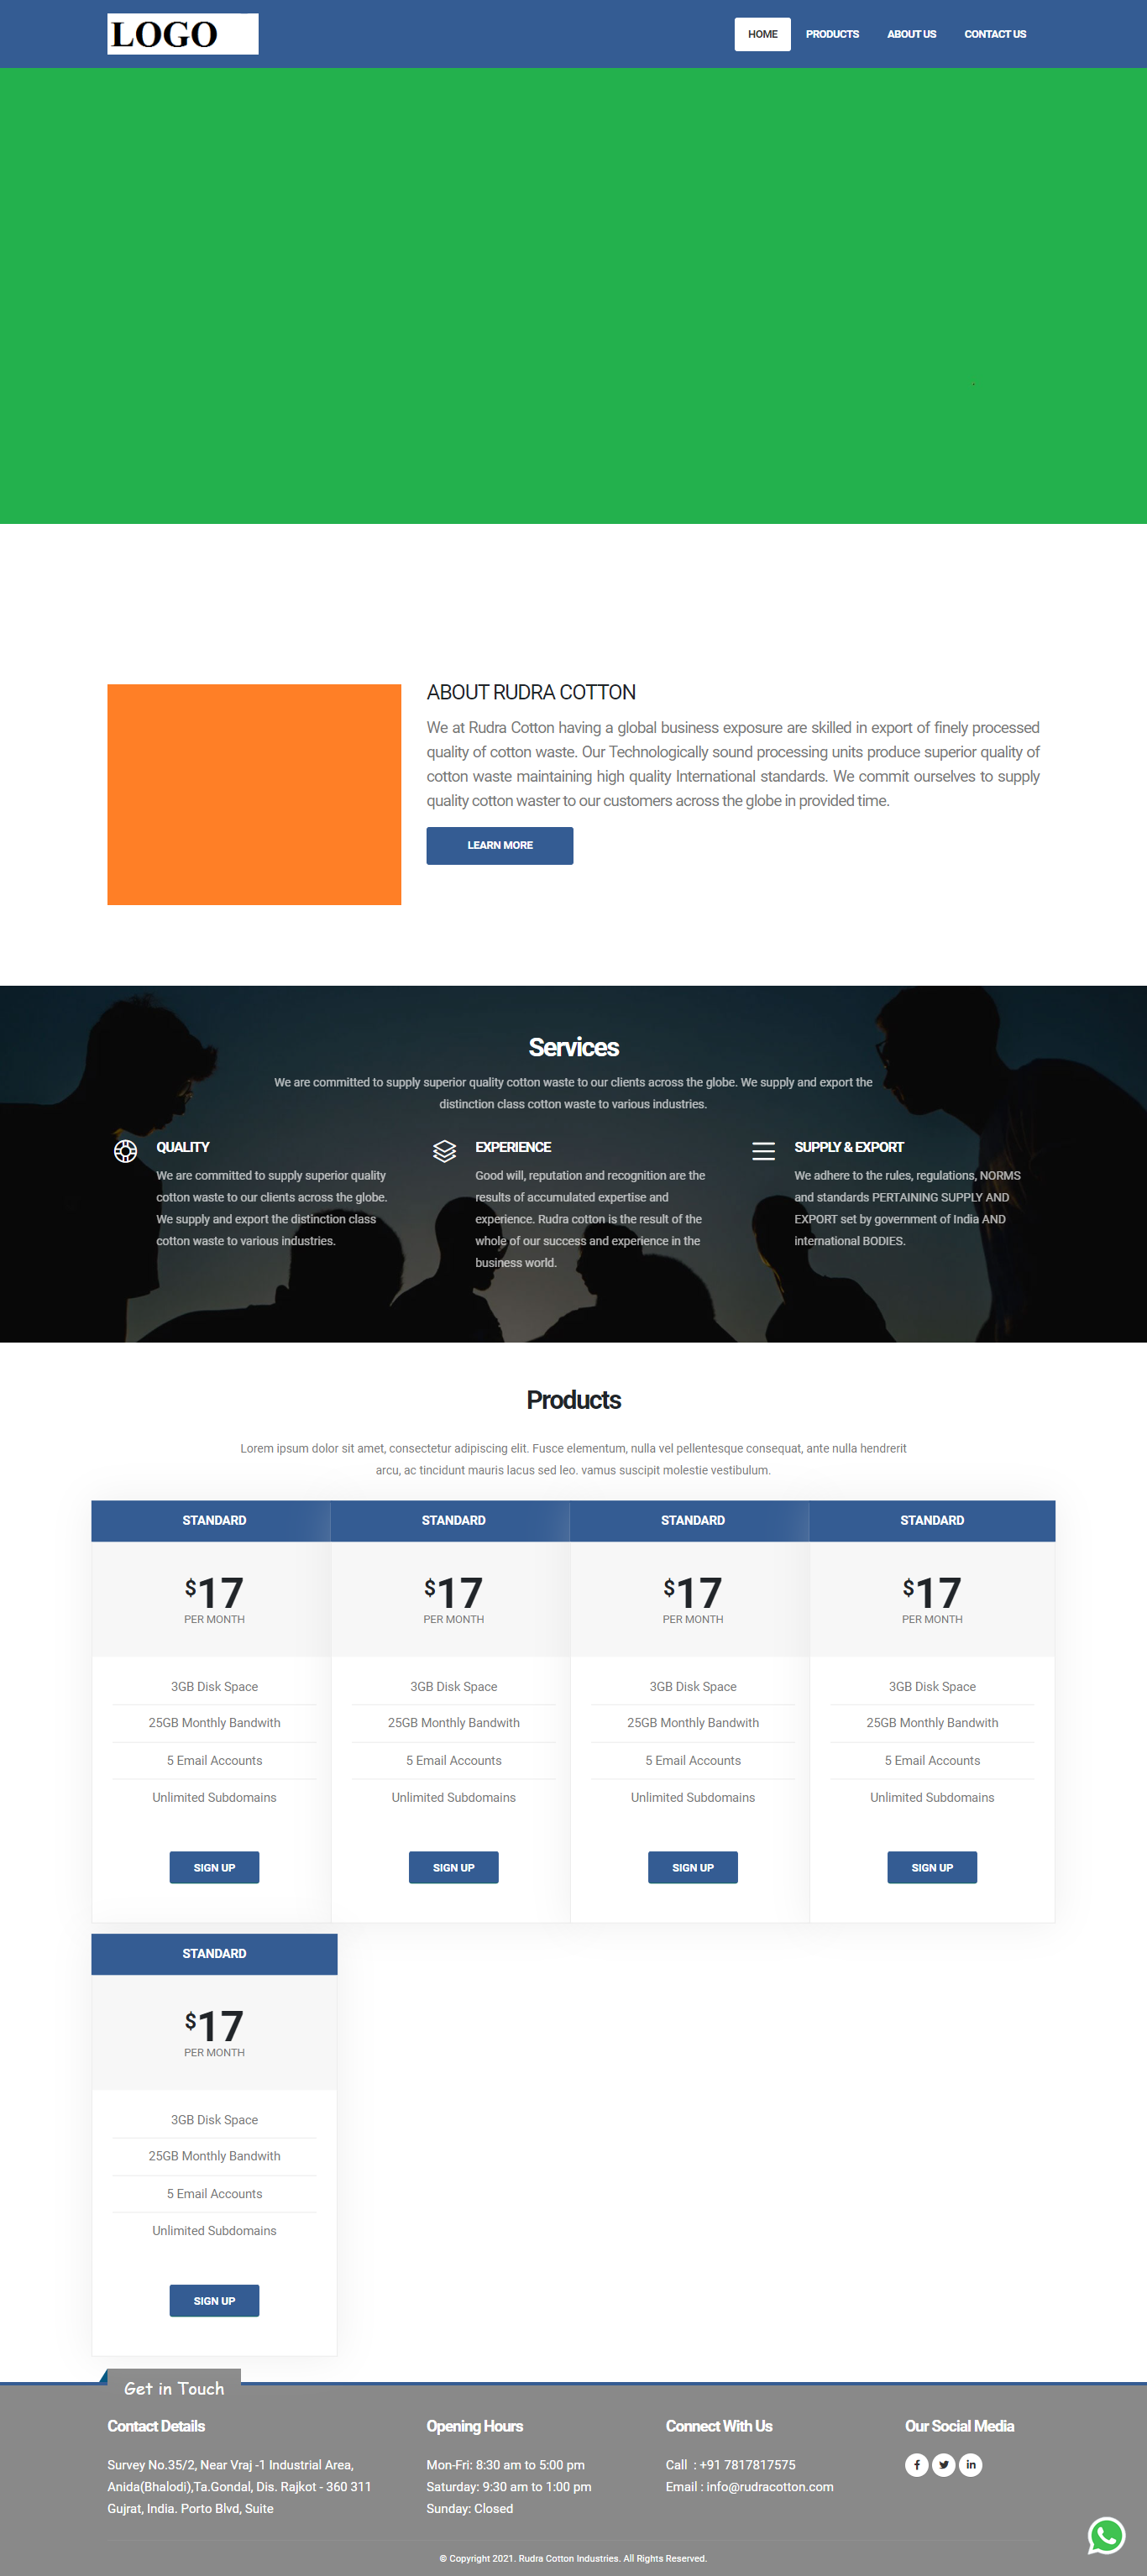 LOGO
HOME PRODUCTS ABOUT US CONTACT US
ABOUT RUDRA COTTON
We at Rudra Cotton having a global business exposure are skilled in export of finely processed
quality of cotton waste. Our Technologically sound processing units produce superior quality of
cotton waste maintaining high quality International standards. We commit ourselves to supply
quality cotton waster to our customers across the globe in provided time.
LEARN MORE
Services
We are committed to supply superior quality cotton waste to our clients across the globe. We supply and export the
distinction class cotton waste to various industries.
QUALITY
We are committed to supply superior quality
cotton waste to our clients across the globe.
We supply and export the distinction class
cotton waste to various industries.
EXPERIENCE
Good will, reputation and recognition are the
results of accumulated expertise and
experience. Rudra cotton is the result of the
whole of our success and experience in the
business world.
SUPPLY & EXPORT
We adhere to the rules, regulations, NORMS
and standards PERTAINING SUPPLY AND
EXPORT set by government of India AND
international BODIES.
Products
Lorem ipsum dolor sit amet, consectetur adipiscing elit. Fusce elementum, nulla vel pellentesque consequat, ante nulla hendrerit
arcu, ac tincidunt mauris lacus sed leo. vamus suscipit molestie vestibulum.
STANDARD
$17
PER MONTH
3GB Disk Space
25GB Monthly Bandwith
5 Email Accounts
Unlimited Subdomains
SIGN UP
STANDARD
$17
PER MONTH
3GB Disk Space
25GB Monthly Bandwith
5 Email Accounts
Unlimited Subdomains
SIGN UP
STANDARD
$17
PER MONTH
3GB Disk Space
25GB Monthly Bandwith
5 Email Accounts
Unlimited Subdomains
SIGN UP
STANDARD
$17
PER MONTH
3GB Disk Space
25GB Monthly Bandwith
5 Email Accounts
Unlimited Subdomains
SIGN UP
STANDARD
$17
PER MONTH
3GB Disk Space
25GB Monthly Bandwith
5 Email Accounts
Unlimited Subdomains
SIGN UP
Get in Touch
Contact Details
Survey No.35/2, Near Vraj -1 Industrial Area,
Anida(Bhalodi),Ta.Gondal, Dis. Rajkot - 360 311
Gujrat, India. Porto Blvd, Suite
Opening Hours
Mon-Fri: 8:30 am to 5:00 pm
Saturday: 9:30 am to 1:00 pm
Sunday: Closed
Connect With Us
Call : +91 7817817575
Email : info@rudracotton.com
Our Social Media
© Copyright 2021. Rudra Cotton Industries. All Rights Reserved.